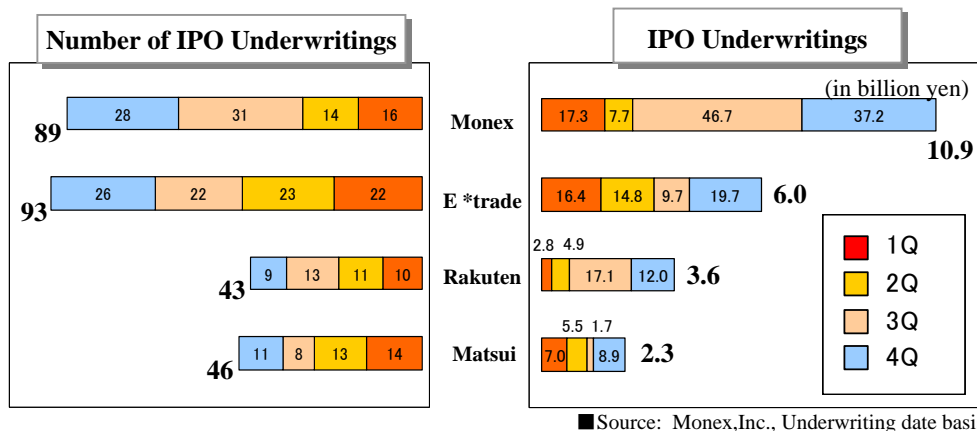 Number of IPO Underwritings
IPO Underwritings
(in billion yen)
28 31 14 16
89
Monex
17.3 7.7 46.7 37.2
10.9
26 22 23 22
93
E *trade
16.4 14.8 9.7 19.7
6.0
9 13 11 10
43
Rakuten
2.8 4.9
17.1 12.0
3.6
11 8 13 14
46
Matsui
5.5 1.7
7.0 8.9
2.3
1Q
2Q
3Q
4Q
■Source: Monex,Inc., Underwriting date basi